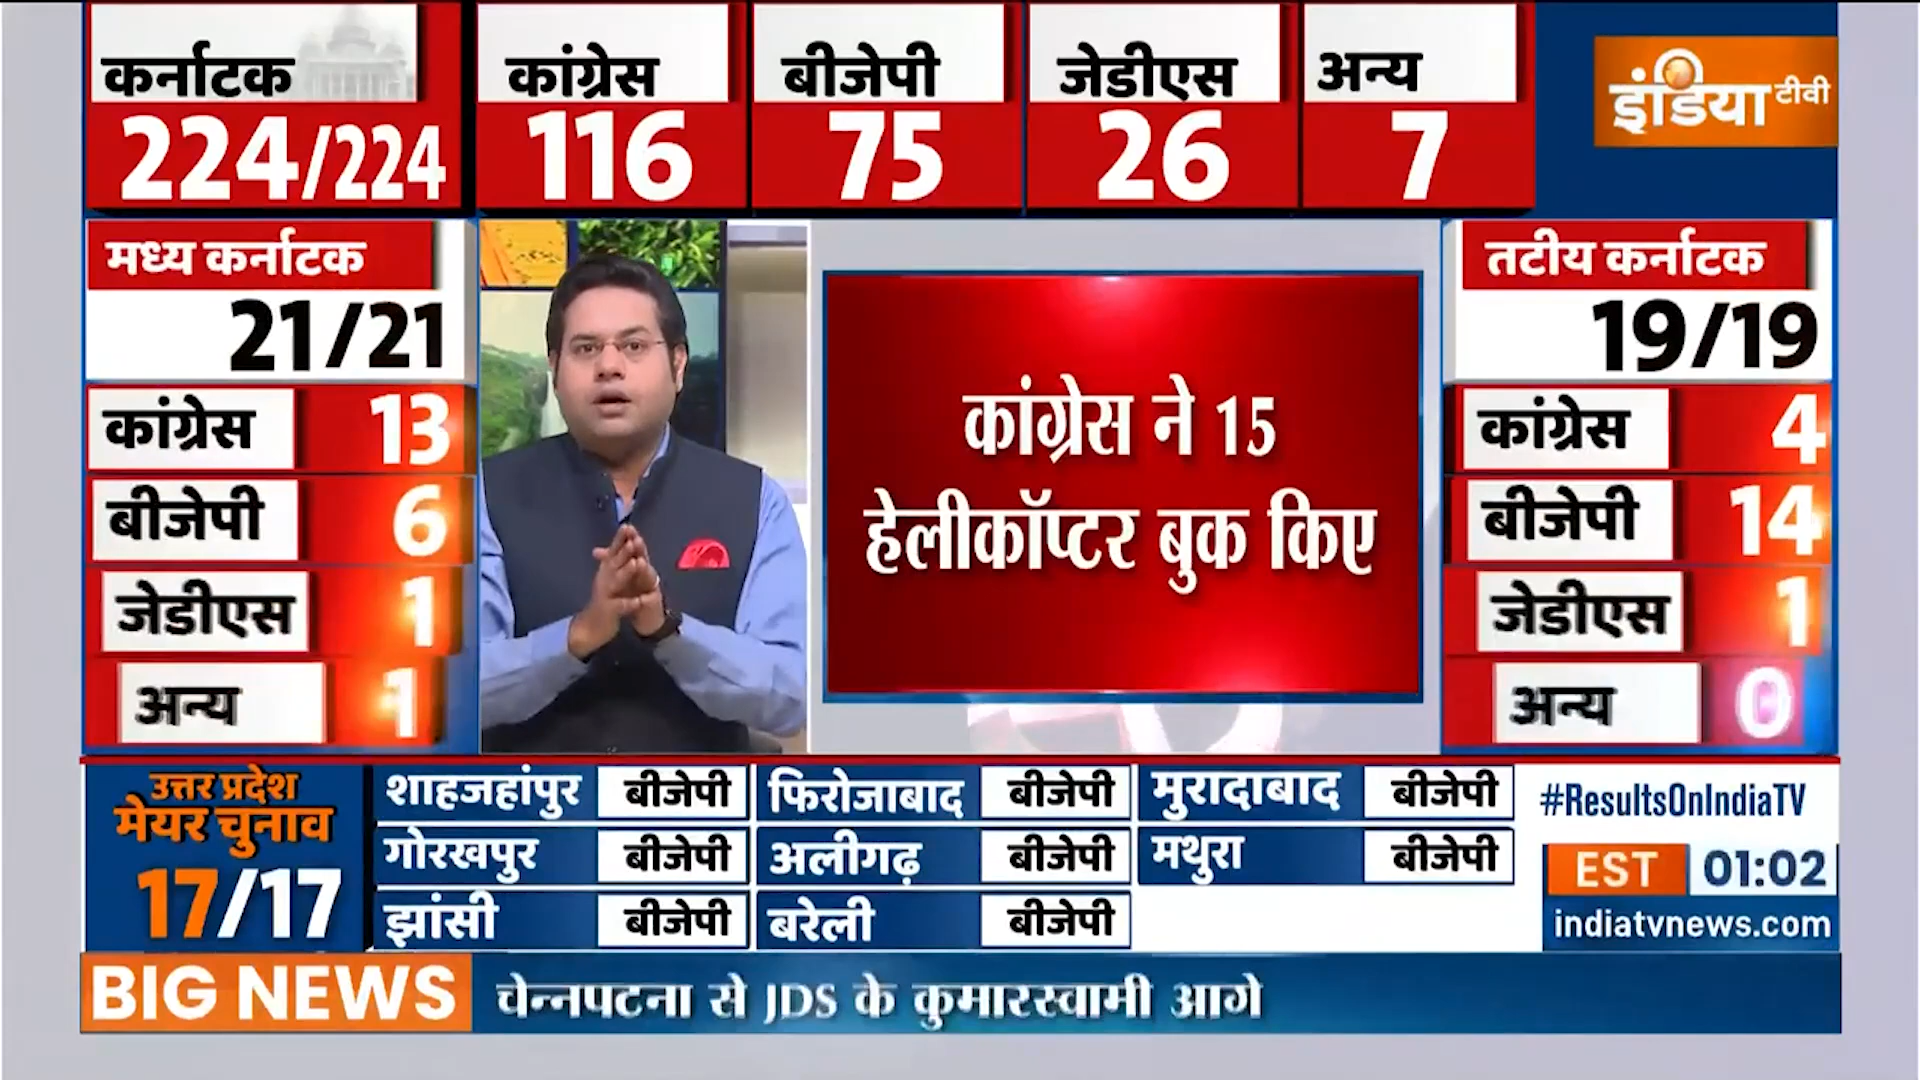 कर्नाटक
224/224
कांग्रेस
116
बीजेपी
75
जेडीएस
26
अन्य
7
इंडिया टीवी
मध्य कर्नाटक
21/21
कांग्रेस 13
बीजेपी 6
जेडीएस 1
अन्य 1
कांग्रेस ने 15
हेलीकॉप्टर बुक किए
तटीय कर्नाटक
19/19
कांग्रेस 4
बीजेपी 14
जेडीएस 1
अन्य 0
उत्तर प्रदेश
मेयर चुनाव
17/17
शाहजहांपुर बीजेपी फिरोजाबाद बीजेपी मुरादाबाद बीजेपी
गोरखपुर बीजेपी अलीगढ़ बीजेपी मथुरा बीजेपी
झांसी बीजेपी बरेली बीजेपी
#ResultsOnIndiaTV
EST 01:02
indiatvnews.com
BIG NEWS चेन्नपटना से JDS के कुमारस्वामी आगे